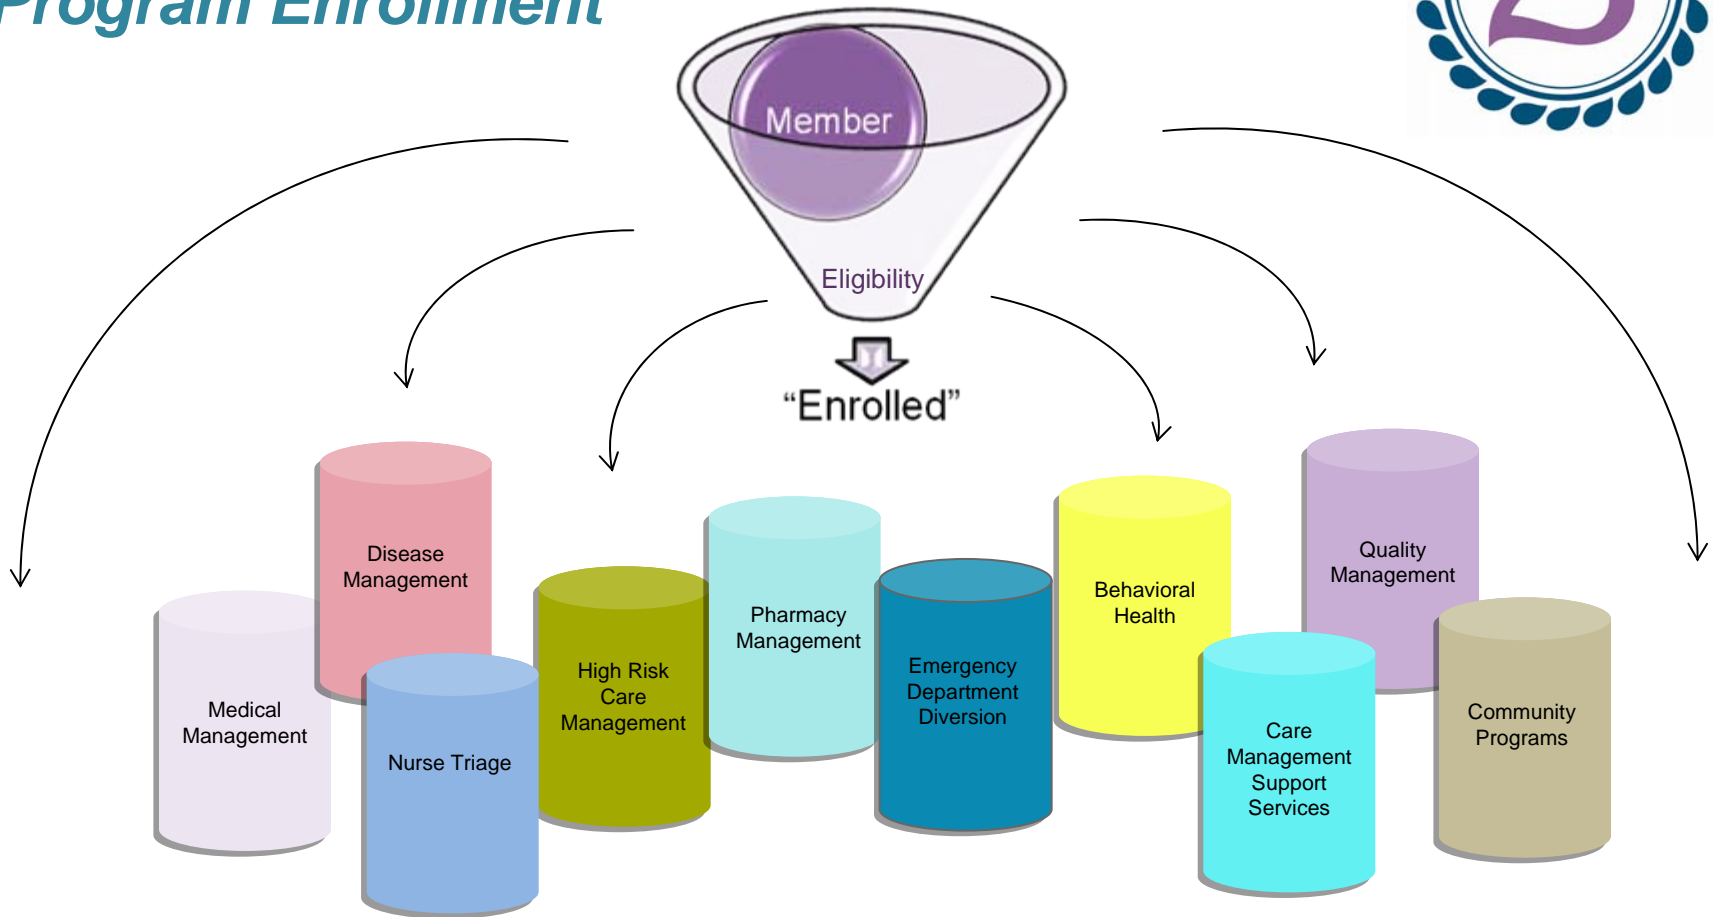 Program Enrollment
Member
Eligibility
“Enrolled”
Disease
Management
Quality
Management
Behavioral
Health
Pharmacy
Management
High Risk
Care
Management
Emergency
Department
Diversion
Medical
Management
Nurse Triage
Care
Management
Support
Services
Community
Programs